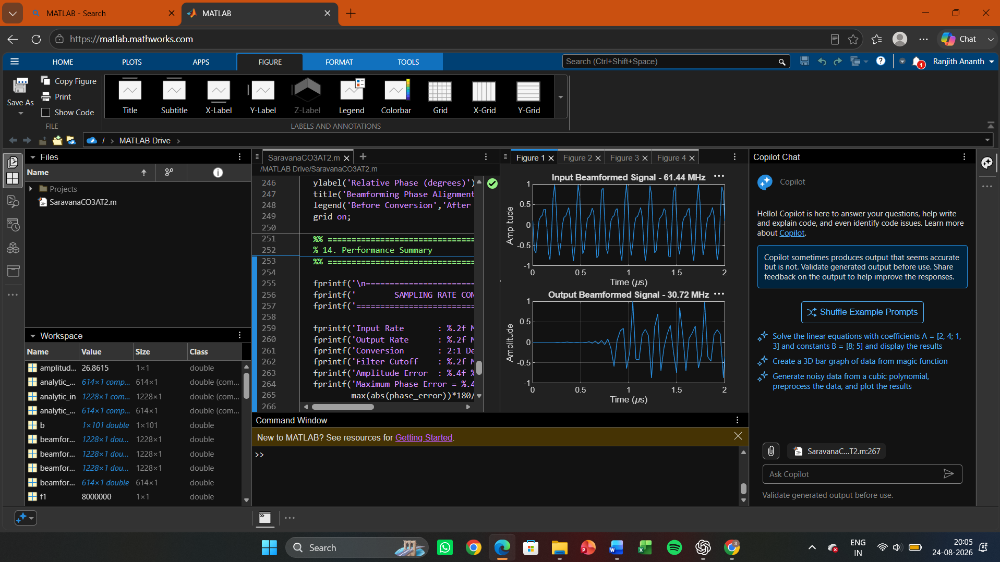 MATLAB - Search
MATLAB
https://matlab.mathworks.com
Chat
HOME
PLOTS
APPS
FIGURE
FORMAT
TOOLS
Search (Ctrl+Shift+Space)
1
Ranjith Ananth
Save As
Copy Figure
Print
Show Code
FILE
Title
Subtitle
X-Label
Y-Label
Z-Label
Legend
Colorbar
Grid
X-Grid
Y-Grid
LABELS AND ANNOTATIONS
/ > MATLAB Drive >
Files
Name
Projects
SaravanaCO3AT2.m
Workspace
Name Value Size Class
amplitud... 26.8615 1×1 double
analytic_... 614×1 comp... 614×1 double (com...
analytic_in 1228×1 com... 1228×1 double (com...
analytic_... 614×1 comp... 614×1 double (com...
b 1×101 double 1×101 double
beamfor... 1228×1 dou... 1228×1 double
beamfor... 1228×1 dou... 1228×1 double
beamfor... 1228×1 dou... 1228×1 double
beamfor... 614×1 double 614×1 double
f1 8000000 1×1 double
SaravanaCO3AT2.m
/MATLAB Drive/SaravanaCO3AT2.m
246 ylabel('Relative Phase (degrees)')
247 title('Beamforming Phase Alignment
248 legend('Before Conversion','After
249 grid on;
250
251 %% ===============================
252 % 14. Performance Summary
253 %% ===============================
254
255 fprintf('\n=======================
256 fprintf(' SAMPLING RATE CON
257 fprintf('=========================
258
259 fprintf('Input Rate : %.2f M
260 fprintf('Output Rate : %.2f M
261 fprintf('Conversion : 2:1 De
262 fprintf('Filter Cutoff : %.2f M
263 fprintf('Amplitude Error : %.4f %
264 fprintf('Maximum Phase Error = %.4
265 max(abs(phase_error))*180/
266
Figure 1
Figure 2
Figure 3
Figure 4
Input Beamformed Signal - 61.44 MHz
Amplitude
1
0.5
0
-0.5
-1
0 0.5 1 1.5 2
Time (μs)
Output Beamformed Signal - 30.72 MHz
Amplitude
1
0.5
0
-0.5
-1
0 0.5 1 1.5 2
Time (μs)
Command Window
New to MATLAB? See resources for Getting Started.
>>
Copilot Chat
Copilot
Hello! Copilot is here to answer your questions, help write
and explain code, and even identify code issues. Learn more
about Copilot.
Copilot sometimes produces output that seems accurate
but is not. Validate generated output before use. Share
feedback on the output to help improve the responses.
Shuffle Example Prompts
Solve the linear equations with coefficients A = [2, 4; 1,
3] and constants B = [8; 5] and display the results
Create a 3D bar graph of data from magic function
Generate noisy data from a cubic polynomial,
preprocess the data, and plot the results
SaravanaC...T2.m:267
Ask Copilot
Validate generated output before use.
Search
ENG
IN
20:05
24-08-2026